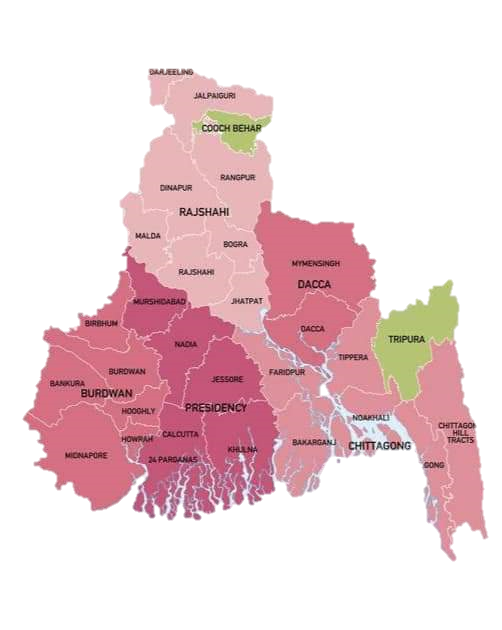 DARJEELING
JALPAIGURI
COOCH BEHAR
RANGPUR
DINAPUR
RAJSHAHI
MALDA
BOGRA
RAJSHAHI
JHATPAT
MYMENSINGH
DACCA
MURSHIDABAD
BIRBHUM
DACCA
TRIPURA
NADIA
TIPPERA
FARIDPUR
BURDWAN
JESSORE
BANKURA
BURDWAN
PRESIDENCY
HOOGHLY
NOAKHALI
CHITTAGON
HILL
TRACTS
CALCUTTA
HOWRAH
BAKARGANJ
CHITTAGONG
KHULNA
MIDNAPORE
24 PARGANAS
GONG